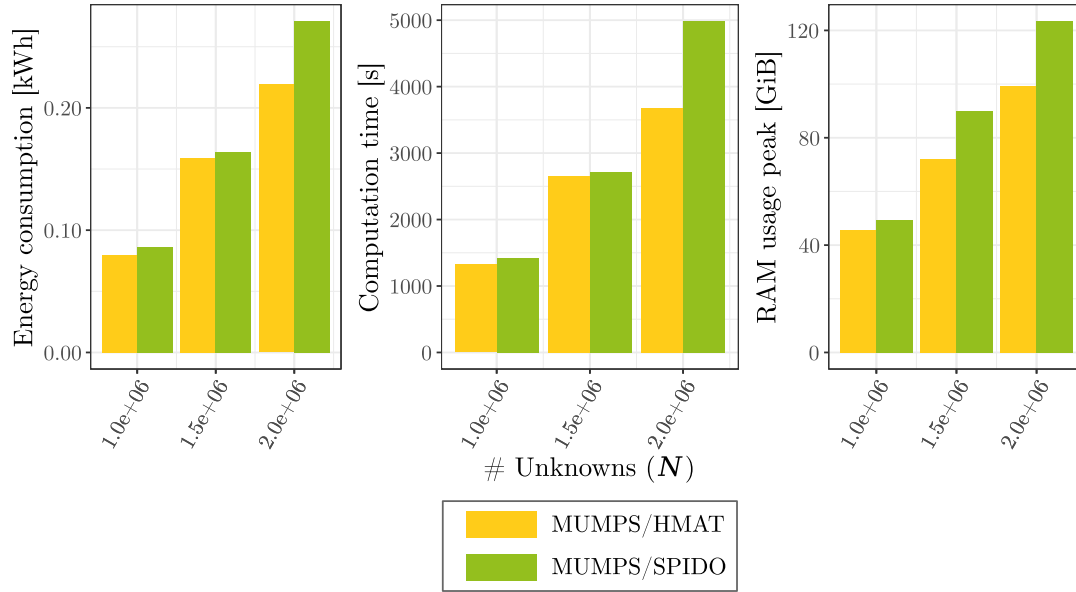 Energy consumption [kWh]
0.20
0.10
0.00
1.0e+06
1.5e+06
2.0e+06
Computation time [s]
5000
4000
3000
2000
1000
0
1.0e+06
1.5e+06
2.0e+06
RAM usage peak [GiB]
120
80
40
0
1.0e+06
1.5e+06
2.0e+06
# Unknowns (N)
MUMPS/HMAT
MUMPS/SPIDO